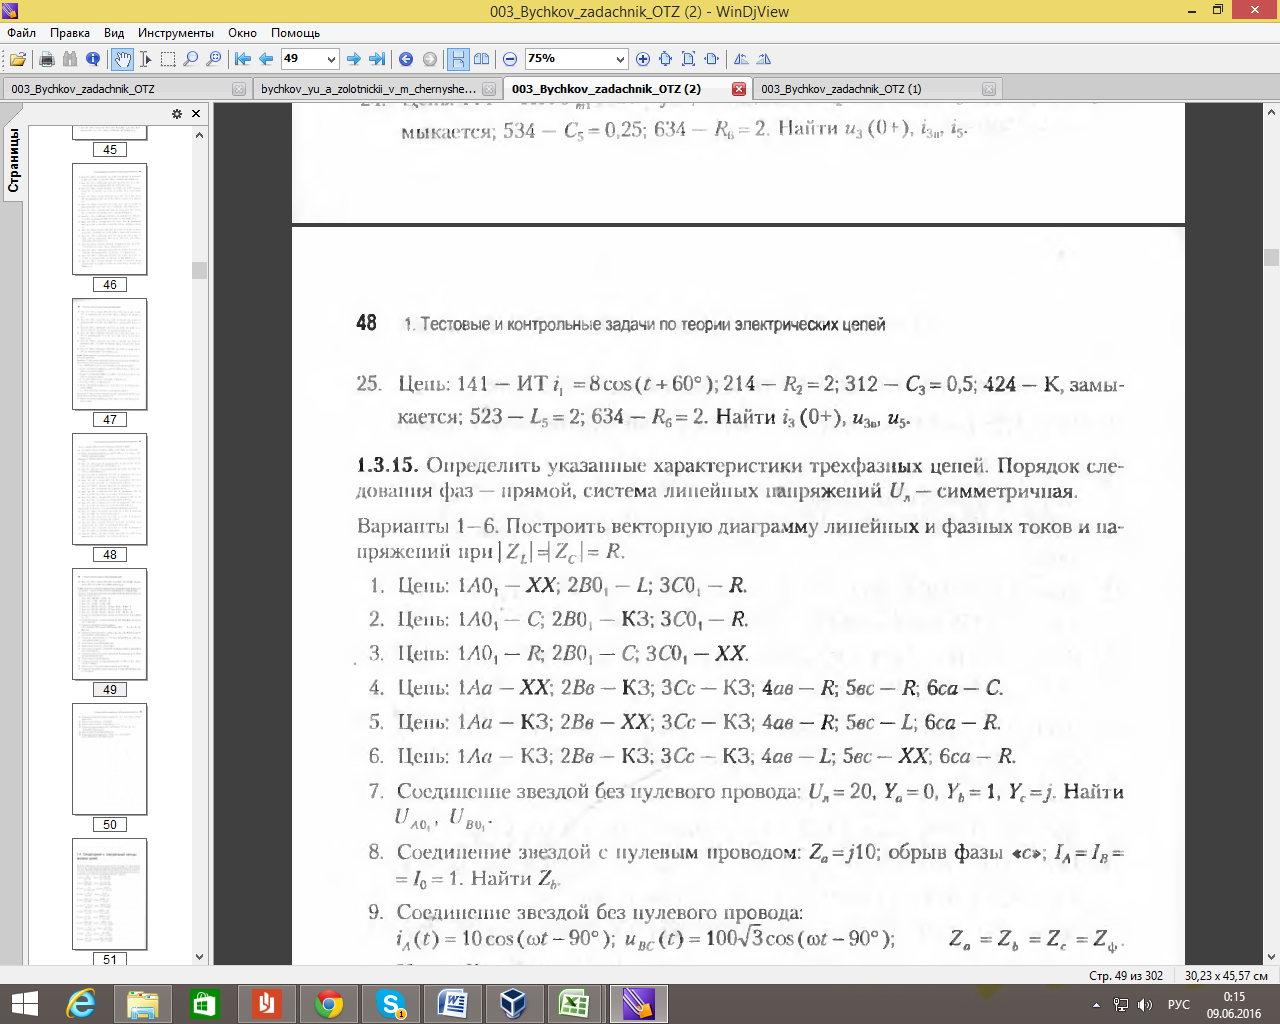 003_Bychkov_zadachnik_OTZ (2) - WinDjView
Файл Правка Вид Инструменты Окно Помощь
49 75%
003_Bychkov_zadachnik_OTZ bychkov_yu_a_zolotnickii_v_m_chernyshe... 003_Bychkov_zadachnik_OTZ (2) 003_Bychkov_zadachnik_OTZ (1)
Страницы
45
46
47
48
49
50
51
мыкается; 534 – C₅ = 0,25; 634 – R₆ = 2. Найти u₃ (0+), i₃в, i₅.
48 1. Тестовые и контрольные задачи по теории электрических цепей
25. Цепь: 141 – ИТ i₁ = 8cos(t + 60°); 214 – R₂ = 2; 312 – C₃ = 0,5; 424 – К, замы-
кается; 523 – L₅ = 2; 634 – R₆ = 2. Найти i₃ (0+), u₃в, u₅.
1.3.15. Определить указанные характеристики трехфазных цепей. Порядок сле-
дования фаз – прямой, система линейных напряжений Uл – симметричная.
Варианты 1–6. Построить векторную диаграмму линейных и фазных токов и на-
пряжений при |Z_L| = |Z_C| = R.
1. Цепь: 1A0₁ – XX; 2B0₁ – L; 3C0₁ – R.
2. Цепь: 1A0₁ – C; 2B0₁ – КЗ; 3C0₁ – R.
3. Цепь: 1A0₁ – R; 2B0₁ – C; 3C0₁ – XX.
4. Цепь: 1Aa – XX; 2Bв – КЗ; 3Cc – КЗ; 4ав – R; 5вс – R; 6са – C.
5. Цепь: 1Aa – КЗ; 2Bв – XX; 3Cc – КЗ; 4ав – R; 5вс – L; 6са – R.
6. Цепь: 1Aa – КЗ; 2Bв – КЗ; 3Cc – КЗ; 4ав – L; 5вс – XX; 6са – R.
7. Соединение звездой без нулевого провода: Uл = 20, Yₐ = 0, Y_b = 1, Y_c = j. Найти
U_A0₁, U_B0₁.
8. Соединение звездой с нулевым проводом: Zₐ = j10; обрыв фазы «с»; I_A = I_B =
= I₀ = 1. Найти Z_b.
9. Соединение звездой без нулевого провода:
i_A(t) = 10cos(ωt – 90°); u_BC(t) = 100√3cos(ωt – 90°); Zₐ = Z_b = Z_c = Z_ф.
Стр. 49 из 302 30,23 x 45,57 см
РУС 0:15
09.06.2016